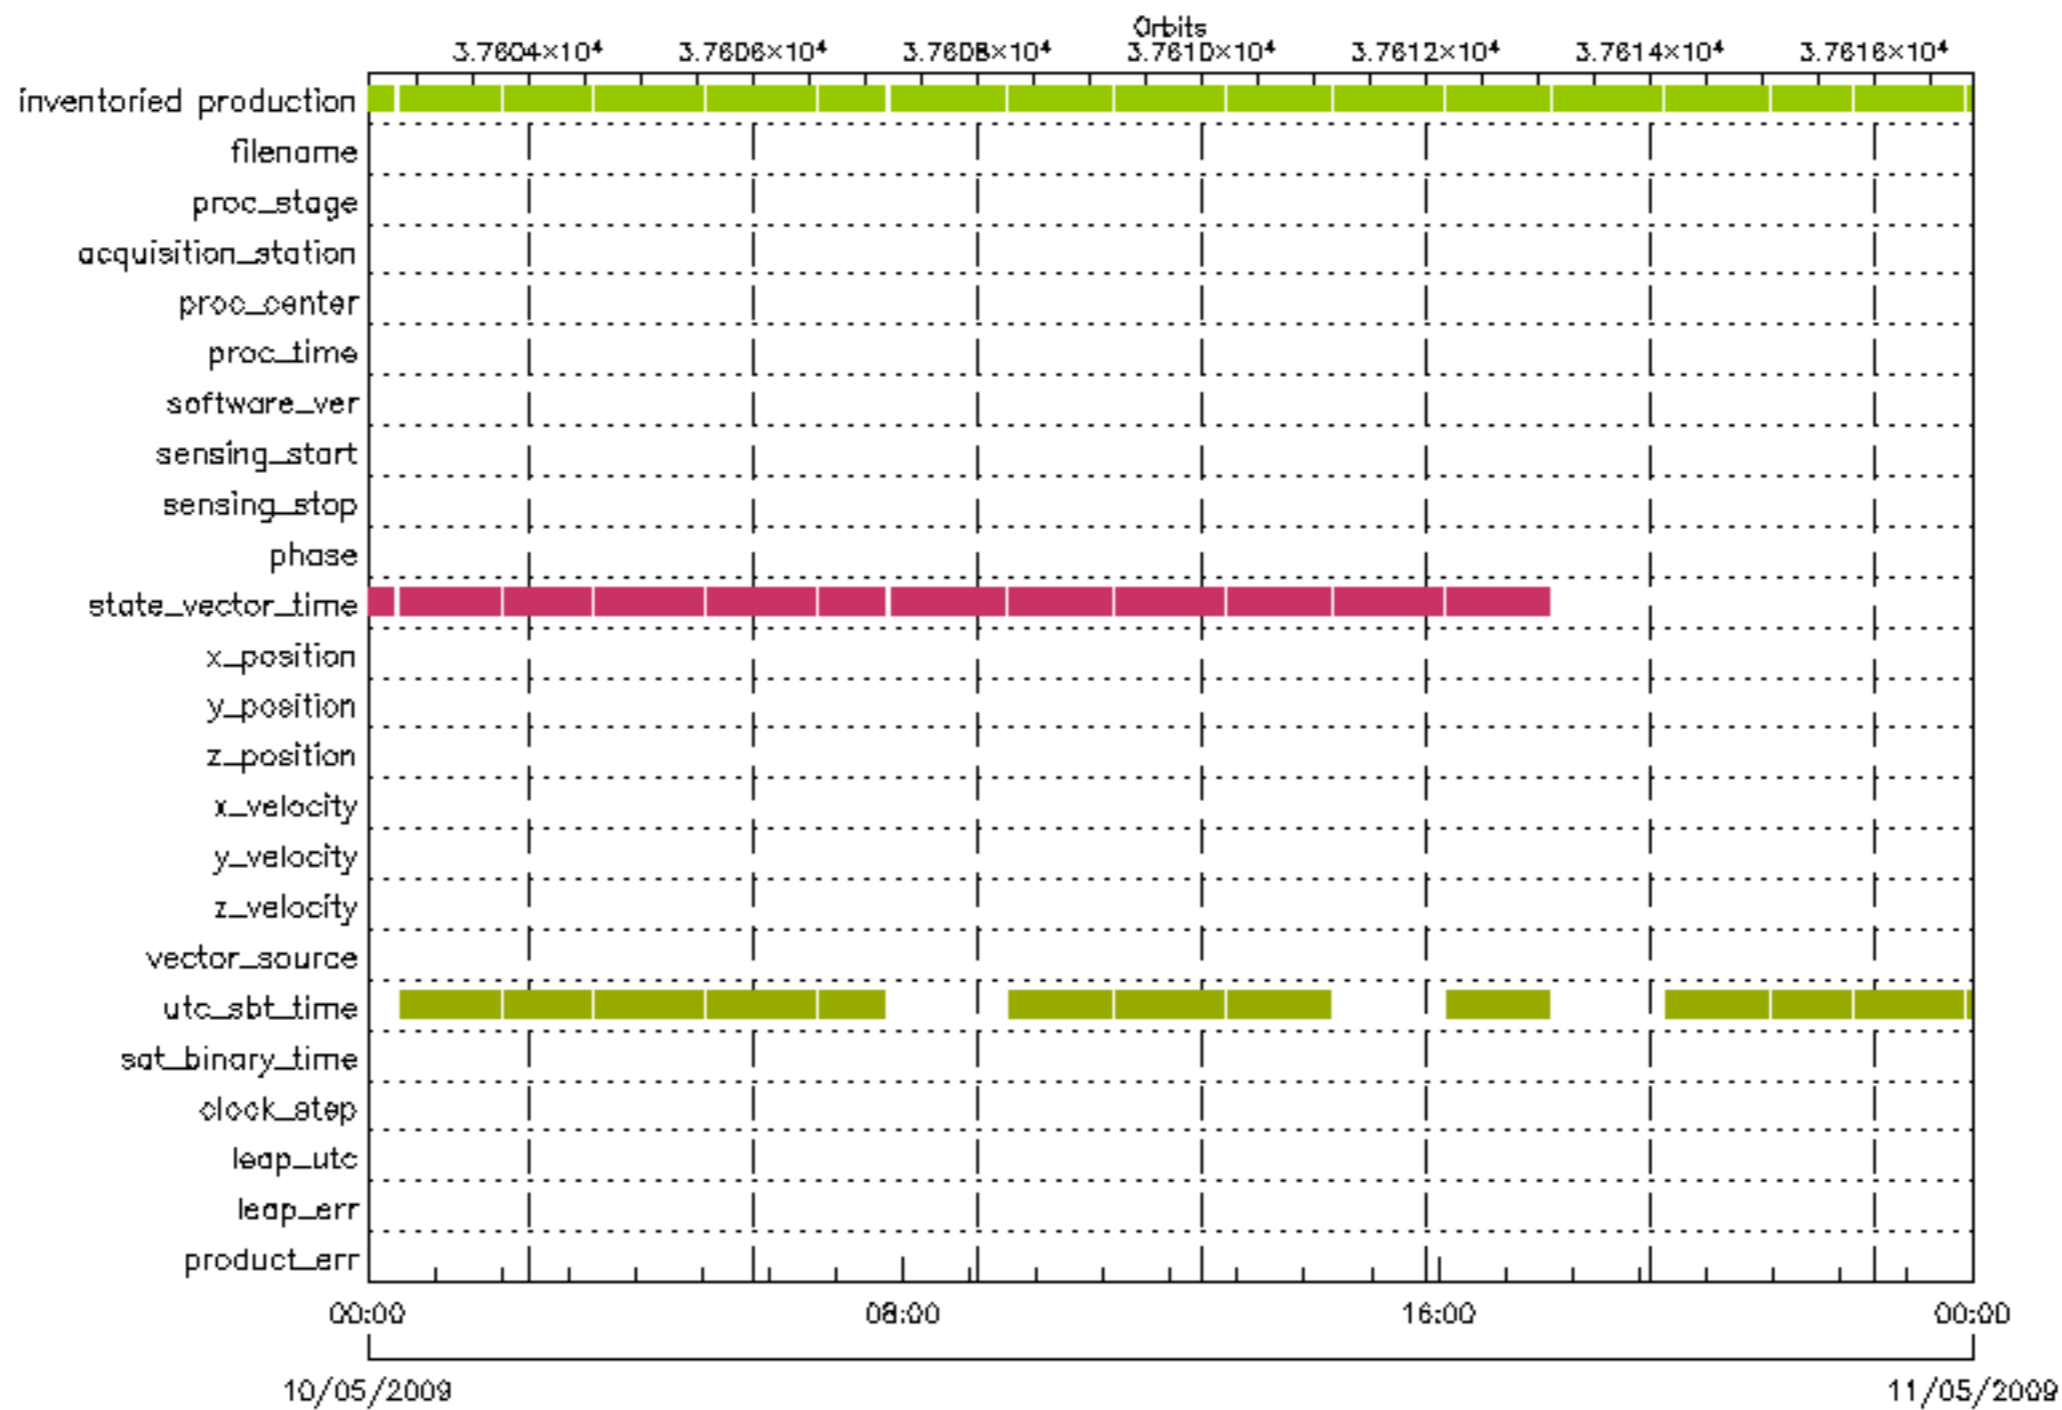 Orbits
3.7604×10⁴ 3.7606×10⁴ 3.7608×10⁴ 3.7610×10⁴ 3.7612×10⁴ 3.7614×10⁴ 3.7616×10⁴
inventoried production
filename
proc_stage
acquisition_station
proc_center
proc_time
software_ver
sensing_start
sensing_stop
phase
state_vector_time
x_position
y_position
z_position
x_velocity
y_velocity
z_velocity
vector_source
utc_sbt_time
sat_binary_time
clock_step
leap_utc
leap_err
product_err
00:00 08:00 16:00 00:00
10/05/2009 11/05/2009